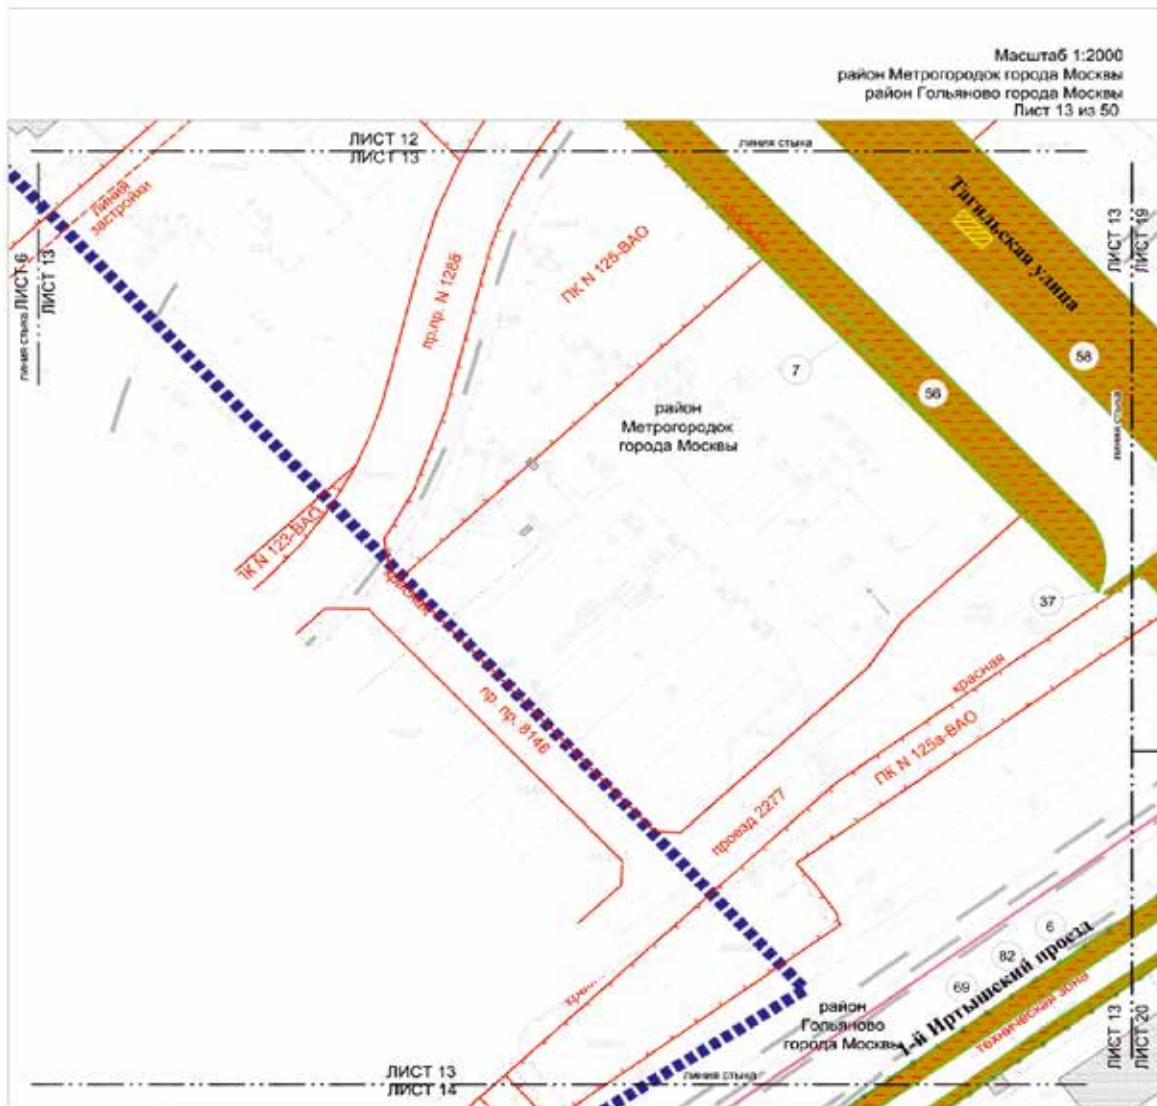 Масштаб 1:2000
район Метрогородок города Москвы
район Гольяново города Москвы
Лист 13 из 50
ЛИСТ 12
ЛИСТ 13
линия стыка
линия
застройки
ЛИСТ 6
ЛИСТ 13
линия стыка
пр.пр. N 1286
ПК N 125-ВАО
Тагильская улица
ЛИСТ 13
ЛИСТ 19
линия стыка
58
7
56
район
Метрогородок
города Москвы
ПК N 123-ВАО
красная
37
красная
пр. пр. 8146
ПК N 125а-ВАО
проезд 2277
6
82
69
1-й Иртышский проезд
техническая зона
район
Гольяново
города Москвы
ЛИСТ 13
ЛИСТ 20
ЛИСТ 13
ЛИСТ 14
линия стыка